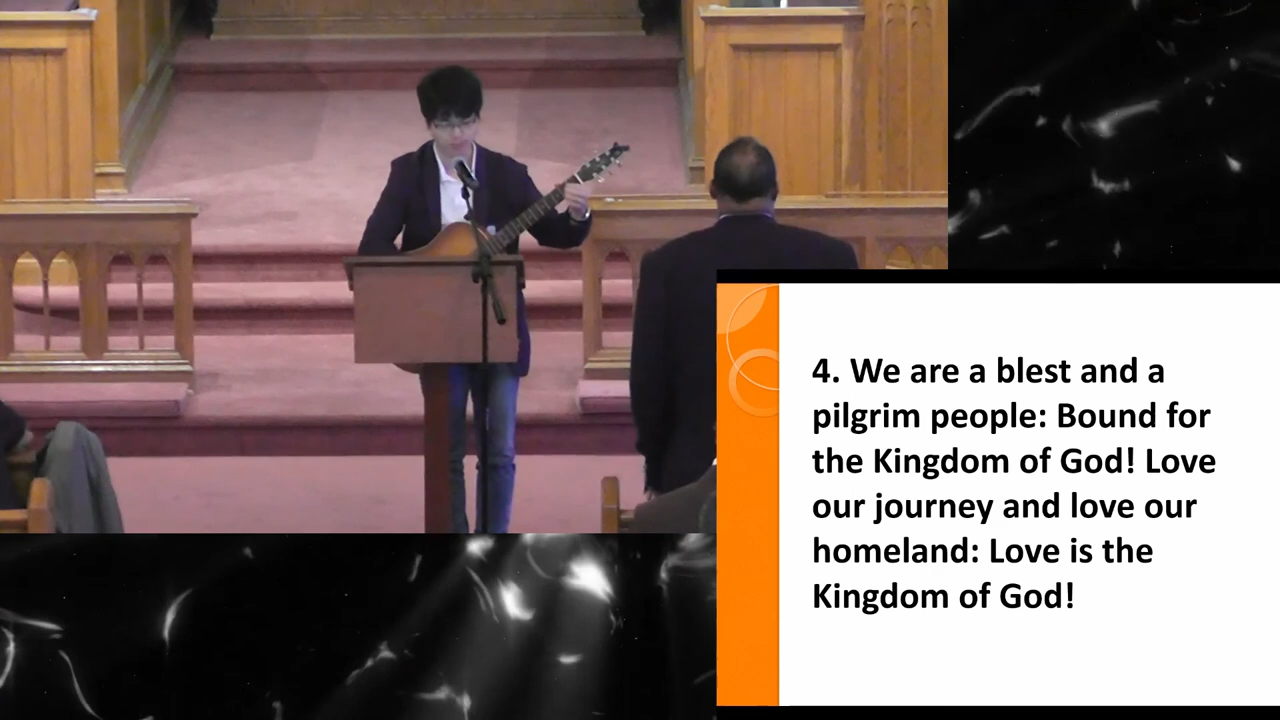 4. We are a blest and a
pilgrim people: Bound for
the Kingdom of God! Love
our journey and love our
homeland: Love is the
Kingdom of God!